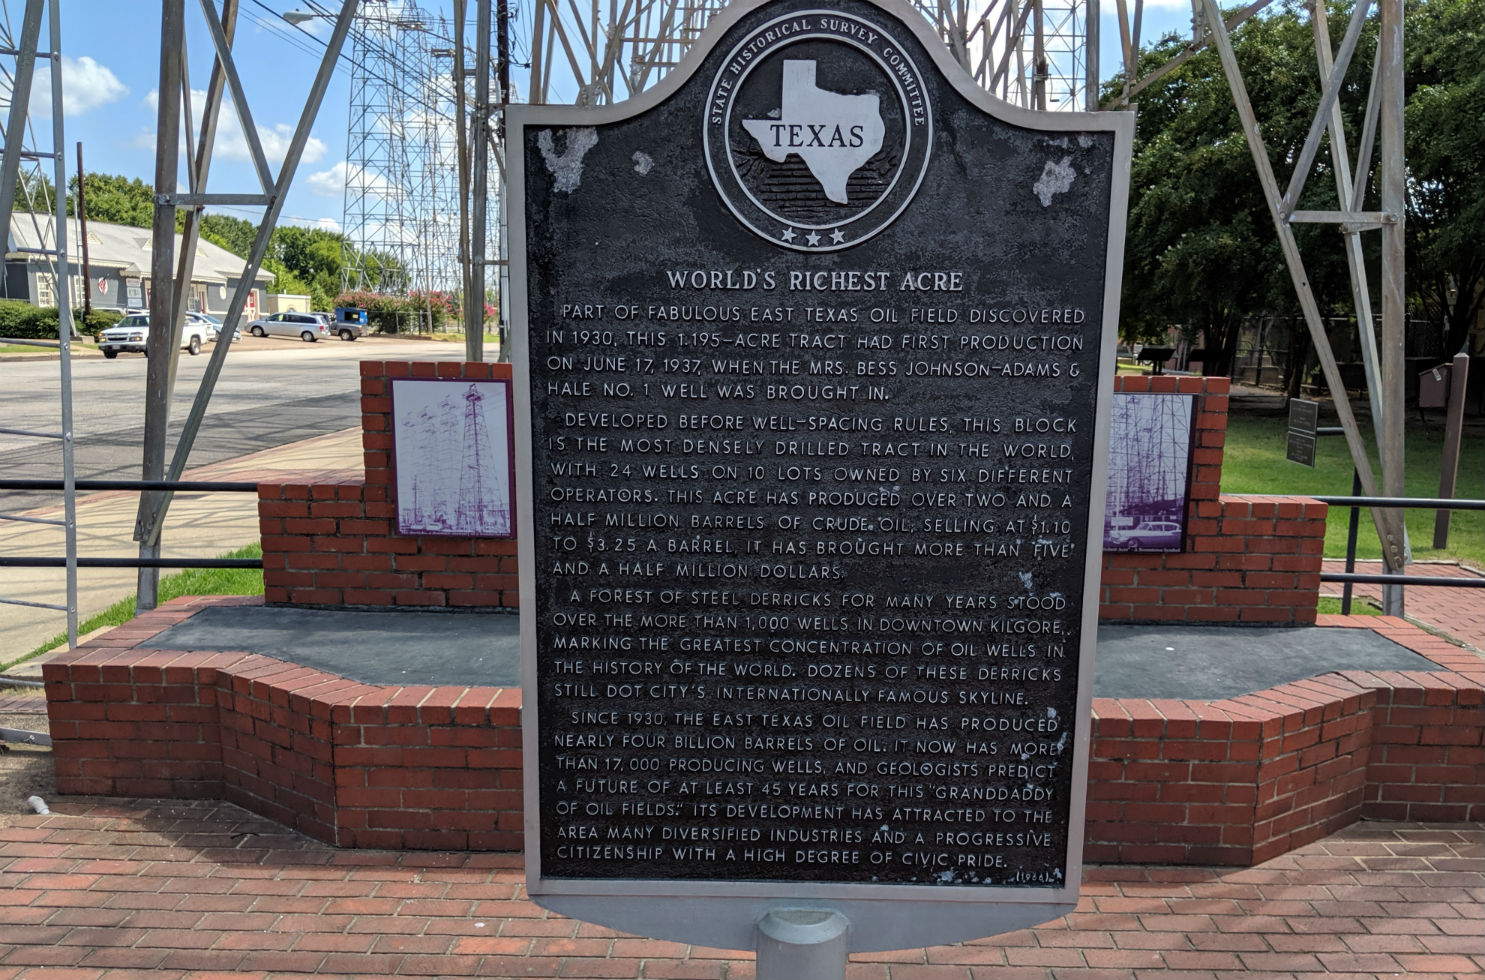 STATE HISTORICAL SURVEY COMMITTEE
TEXAS
WORLD'S RICHEST ACRE
PART OF FABULOUS EAST TEXAS OIL FIELD DISCOVERED
IN 1930, THIS 1.195-ACRE TRACT HAD FIRST PRODUCTION
ON JUNE 17, 1937, WHEN THE MRS. BESS JOHNSON-ADAMS &
HALE NO. 1 WELL WAS BROUGHT IN.
DEVELOPED BEFORE WELL-SPACING RULES, THIS BLOCK
IS THE MOST DENSELY DRILLED TRACT IN THE WORLD,
WITH 24 WELLS ON 10 LOTS OWNED BY SIX DIFFERENT
OPERATORS. THIS ACRE HAS PRODUCED OVER TWO AND A
HALF MILLION BARRELS OF CRUDE OIL; SELLING AT $1.10
TO $3.25 A BARREL, IT HAS BROUGHT MORE THAN FIVE
AND A HALF MILLION DOLLARS.
A FOREST OF STEEL DERRICKS FOR MANY YEARS STOOD
OVER THE MORE THAN 1,000 WELLS IN DOWNTOWN KILGORE,
MARKING THE GREATEST CONCENTRATION OF OIL WELLS IN
THE HISTORY OF THE WORLD. DOZENS OF THESE DERRICKS
STILL DOT CITY'S INTERNATIONALLY FAMOUS SKYLINE.
SINCE 1930, THE EAST TEXAS OIL FIELD HAS PRODUCED
NEARLY FOUR BILLION BARRELS OF OIL. IT NOW HAS MORE
THAN 17,000 PRODUCING WELLS, AND GEOLOGISTS PREDICT
A FUTURE OF AT LEAST 45 YEARS FOR THIS "GRANDDADDY
OF OIL FIELDS." ITS DEVELOPMENT HAS ATTRACTED TO THE
AREA MANY DIVERSIFIED INDUSTRIES AND A PROGRESSIVE
CITIZENSHIP WITH A HIGH DEGREE OF CIVIC PRIDE.
(1966)